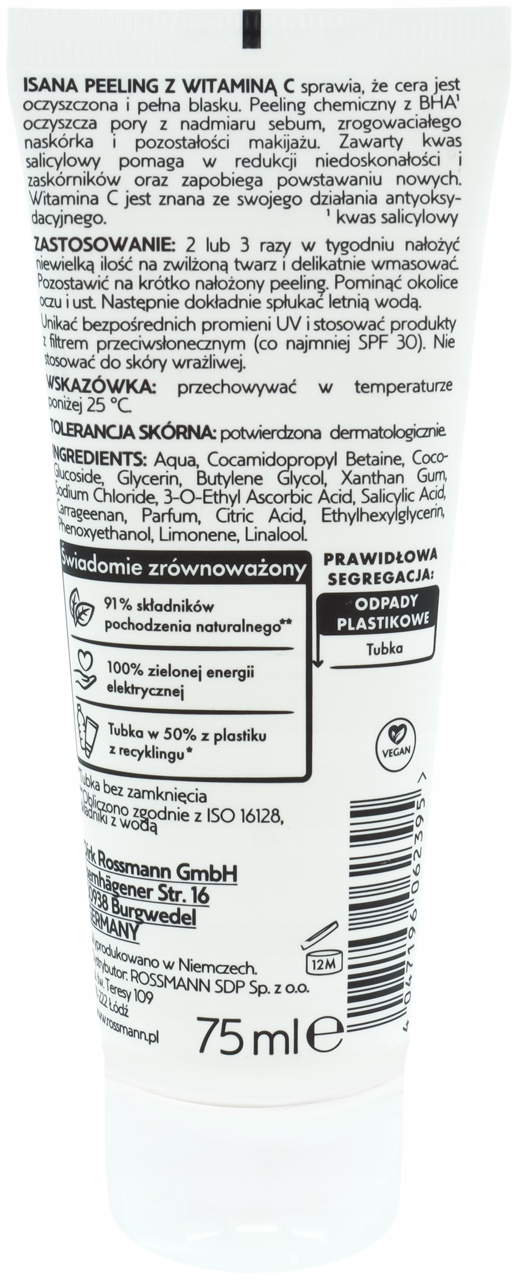 ISANA PEELING Z WITAMINĄ C sprawia, że cera jest
oczyszczona i pełna blasku. Peeling chemiczny z BHA¹
oczyszcza pory z nadmiaru sebum, zrogowaciałego
naskórka i pozostałości makijażu. Zawarty kwas
salicylowy pomaga w redukcji niedoskonałości i
zaskórników oraz zapobiega powstawaniu nowych.
Witamina C jest znana ze swojego działania antyoksy-
dacyjnego. ¹ kwas salicylowy
ZASTOSOWANIE: 2 lub 3 razy w tygodniu nałożyć
niewielką ilość na zwilżoną twarz i delikatnie wmasować.
Pozostawić na krótko nałożony peeling. Pominąć okolice
oczu i ust. Następnie dokładnie spłukać letnią wodą.
Unikać bezpośrednich promieni UV i stosować produkty
z filtrem przeciwsłonecznym (co najmniej SPF 30). Nie
stosować do skóry wrażliwej.
WSKAZÓWKA: przechowywać w temperaturze
poniżej 25 °C.
TOLERANCJA SKÓRNA: potwierdzona dermatologicznie.
INGREDIENTS: Aqua, Cocamidopropyl Betaine, Coco-
Glucoside, Glycerin, Butylene Glycol, Xanthan Gum,
Sodium Chloride, 3-O-Ethyl Ascorbic Acid, Salicylic Acid,
Carrageenan, Parfum, Citric Acid, Ethylhexylglycerin,
Phenoxyethanol, Limonene, Linalool.
Świadomie zrównoważony
91% składników
pochodzenia naturalnego**
100% zielonej energii
elektrycznej
Tubka w 50% z plastiku
z recyklingu*
PRAWIDŁOWA
SEGREGACJA:
ODPADY
PLASTIKOWE
Tubka
VEGAN
*Tubka bez zamknięcia
Obliczono zgodnie z ISO 16128,
z wodą
Rossmann GmbH
Str. 16
Burgwedel
GERMANY
produkowano w Niemczech.
ROSSMANN SDP Sp. z o.o.
św. Teresy 109
Łódź
www.rossmann.pl
12M
75 ml e
4 047196 062395 >